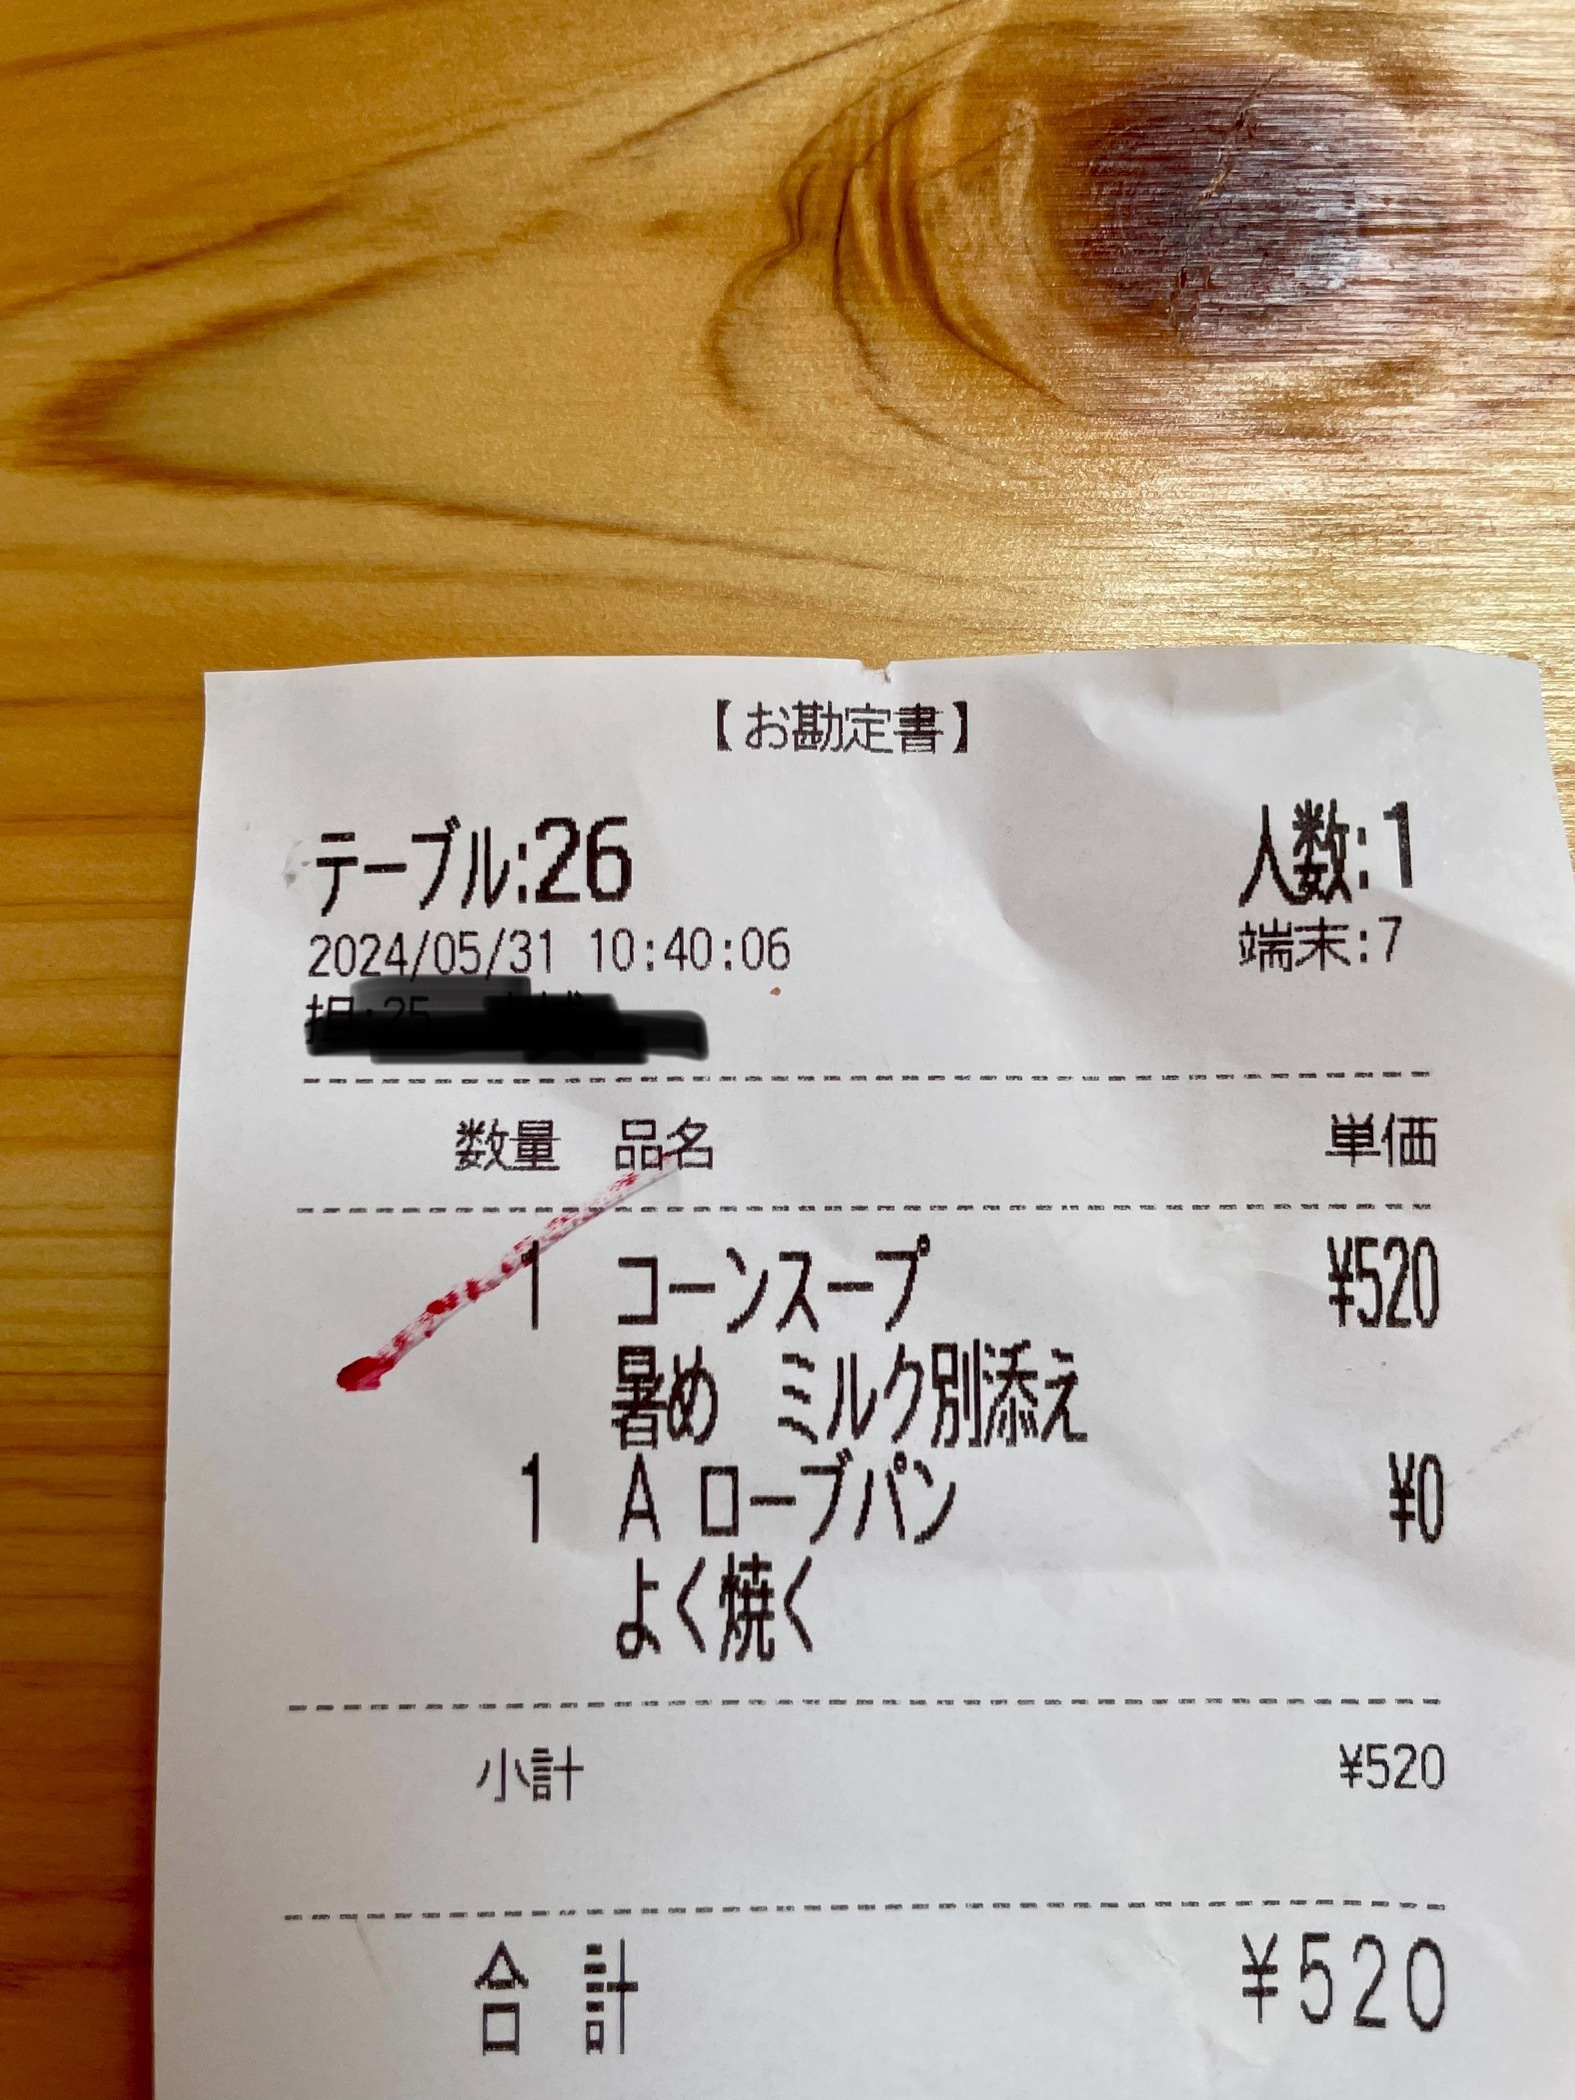 【お勘定書】
テーブル:26 人数:1
2024/05/31 10:40:06 端末:7
担:25
数量 品名 単価
1 コーンスープ ¥520
暑め ミルク別添え
1 A ローブパン ¥0
よく焼く
小計 ¥520
合計 ¥520